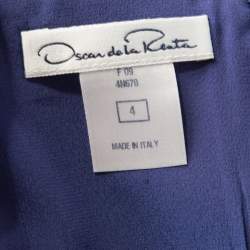 Oscar de la Renta
F 09
4N670
4
MADE IN ITALY